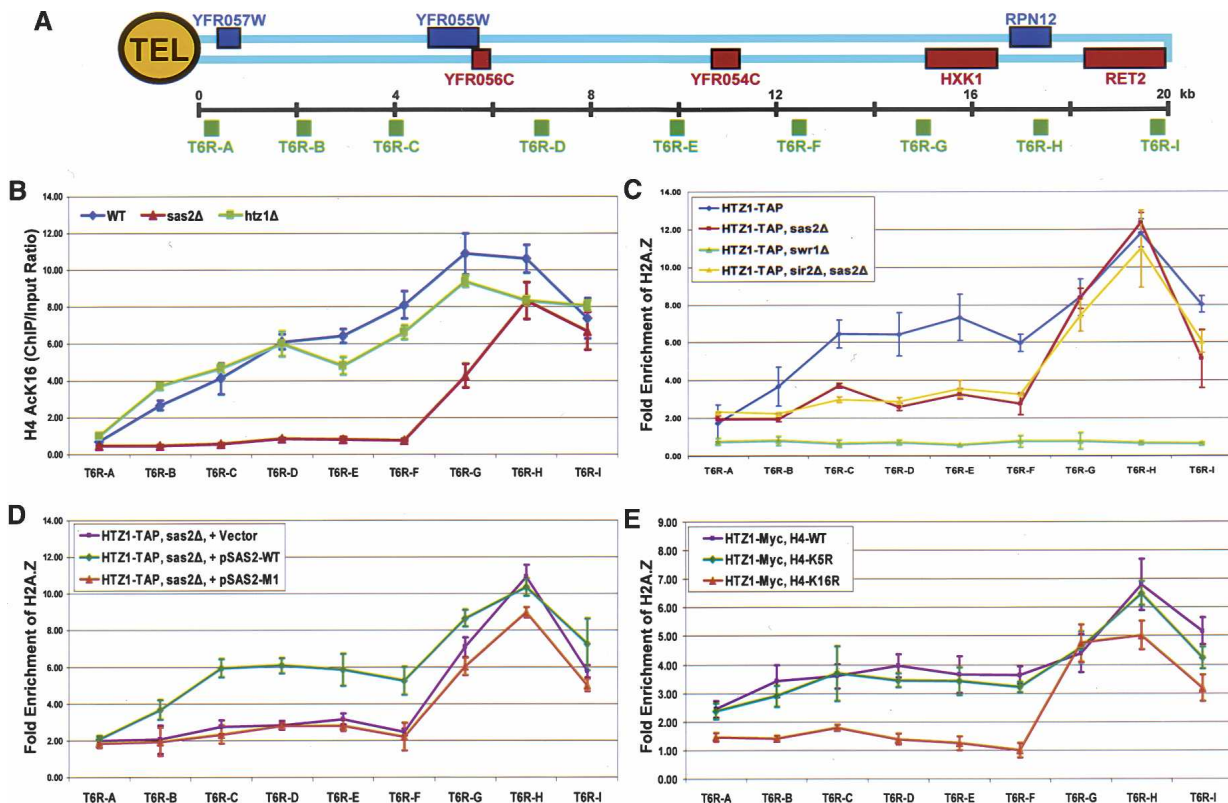 A
YFR057W YFR055W RPN12
TEL
YFR056C YFR054C HXK1 RET2
0 4 8 12 16 20 kb
T6R-A T6R-B T6R-C T6R-D T6R-E T6R-F T6R-G T6R-H T6R-I
B
H4 AcK16 (ChIP/Input Ratio)
14.00
12.00
10.00
8.00
6.00
4.00
2.00
0.00
WT sas2Δ htz1Δ
T6R-A T6R-B T6R-C T6R-D T6R-E T6R-F T6R-G T6R-H T6R-I
C
Fold Enrichment of H2A.Z
14.00
12.00
10.00
8.00
6.00
4.00
2.00
0.00
HTZ1-TAP
HTZ1-TAP, sas2Δ
HTZ1-TAP, swr1Δ
HTZ1-TAP, sir2Δ, sas2Δ
T6R-A T6R-B T6R-C T6R-D T6R-E T6R-F T6R-G T6R-H T6R-I
D
Fold Enrichment of H2A.Z
14.00
12.00
10.00
8.00
6.00
4.00
2.00
0.00
HTZ1-TAP, sas2Δ, + Vector
HTZ1-TAP, sas2Δ, + pSAS2-WT
HTZ1-TAP, sas2Δ, + pSAS2-M1
T6R-A T6R-B T6R-C T6R-D T6R-E T6R-F T6R-G T6R-H T6R-I
E
Fold Enrichment of H2A.Z
9.00
8.00
7.00
6.00
5.00
4.00
3.00
2.00
1.00
0.00
HTZ1-Myc, H4-WT
HTZ1-Myc, H4-K5R
HTZ1-Myc, H4-K16R
T6R-A T6R-B T6R-C T6R-D T6R-E T6R-F T6R-G T6R-H T6R-I